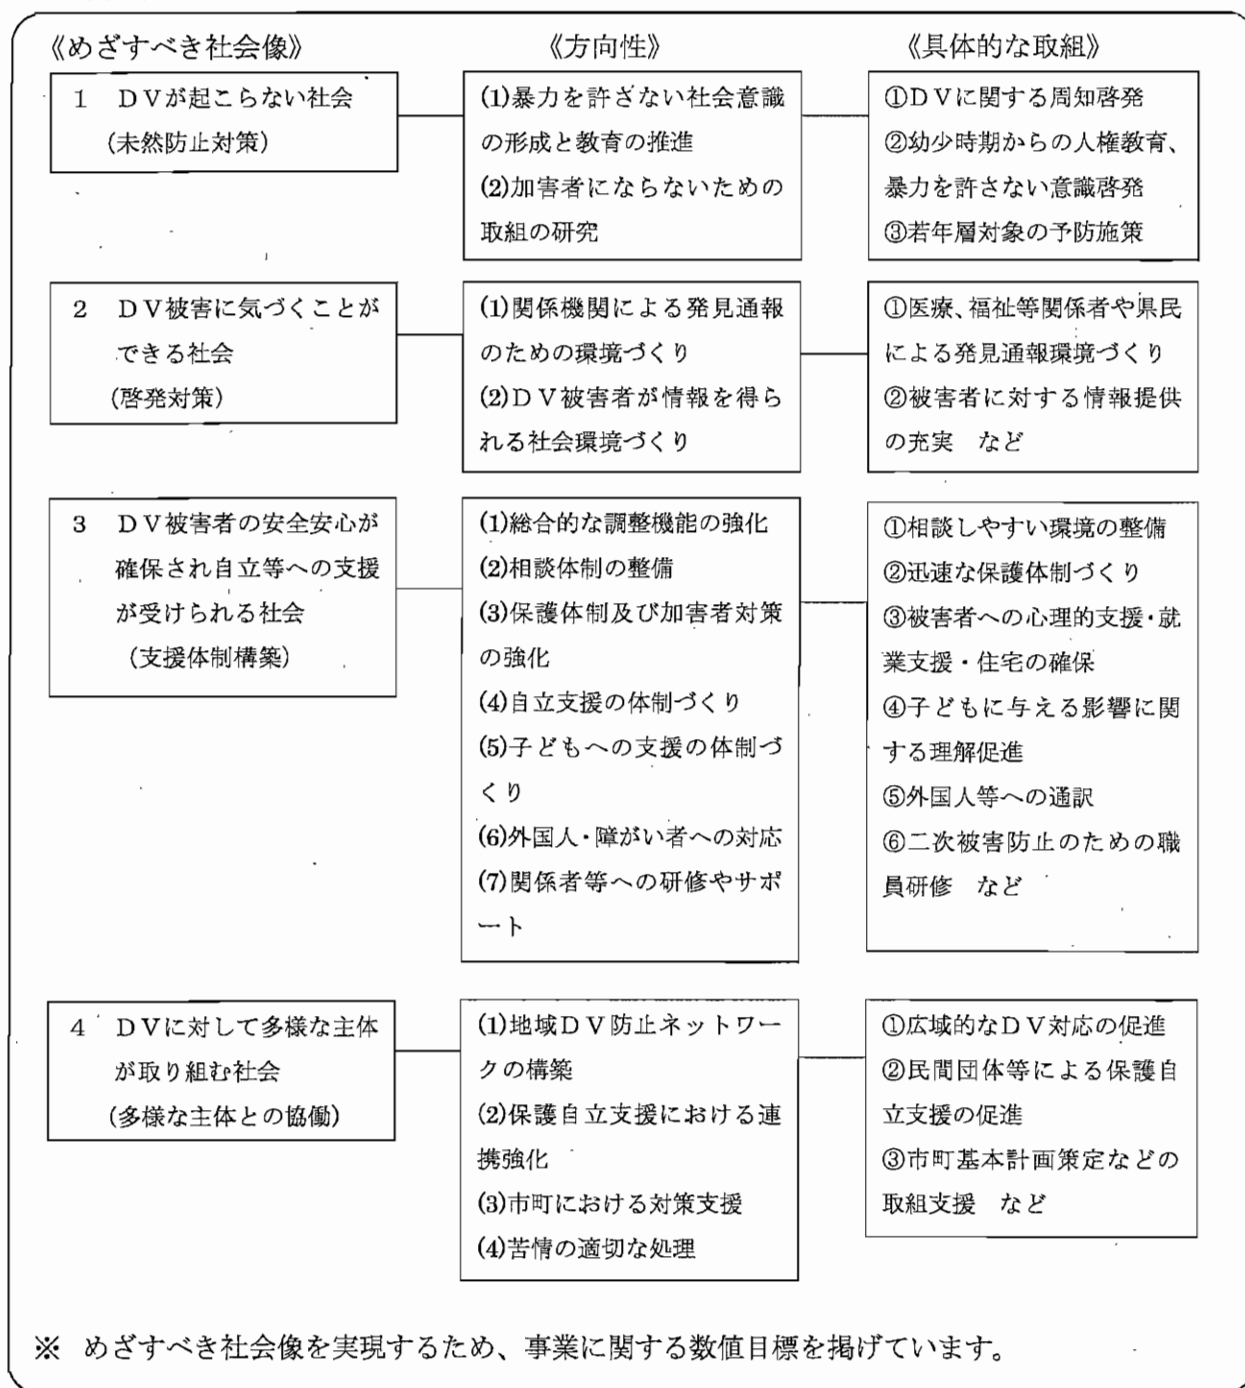 《めざすべき社会像》
《方向性》
《具体的な取組》
1 DVが起こらない社会
(未然防止対策)
(1)暴力を許さない社会意識
の形成と教育の推進
(2)加害者にならないための
取組の研究
①DVに関する周知啓発
②幼少時期からの人権教育、
暴力を許さない意識啓発
③若年層対象の予防施策
2 DV被害に気づくことが
できる社会
(啓発対策)
(1)関係機関による発見通報
のための環境づくり
(2)DV被害者が情報を得ら
れる社会環境づくり
①医療、福祉等関係者や県民
による発見通報環境づくり
②被害者に対する情報提供
の充実 など
3 DV被害者の安全安心が
確保され自立等への支援
が受けられる社会
(支援体制構築)
(1)総合的な調整機能の強化
(2)相談体制の整備
(3)保護体制及び加害者対策
の強化
(4)自立支援の体制づくり
(5)子どもへの支援の体制づ
くり
(6)外国人・障がい者への対応
(7)関係者等への研修やサポ
ート
①相談しやすい環境の整備
②迅速な保護体制づくり
③被害者への心理的支援・就
業支援・住宅の確保
④子どもに与える影響に関
する理解促進
⑤外国人等への通訳
⑥二次被害防止のための職
員研修 など
4 DVに対して多様な主体
が取り組む社会
(多様な主体との協働)
(1)地域DV防止ネットワー
クの構築
(2)保護自立支援における連
携強化
(3)市町における対策支援
(4)苦情の適切な処理
①広域的なDV対応の促進
②民間団体等による保護自
立支援の促進
③市町基本計画策定などの
取組支援 など
※ めざすべき社会像を実現するため、事業に関する数値目標を掲げています。